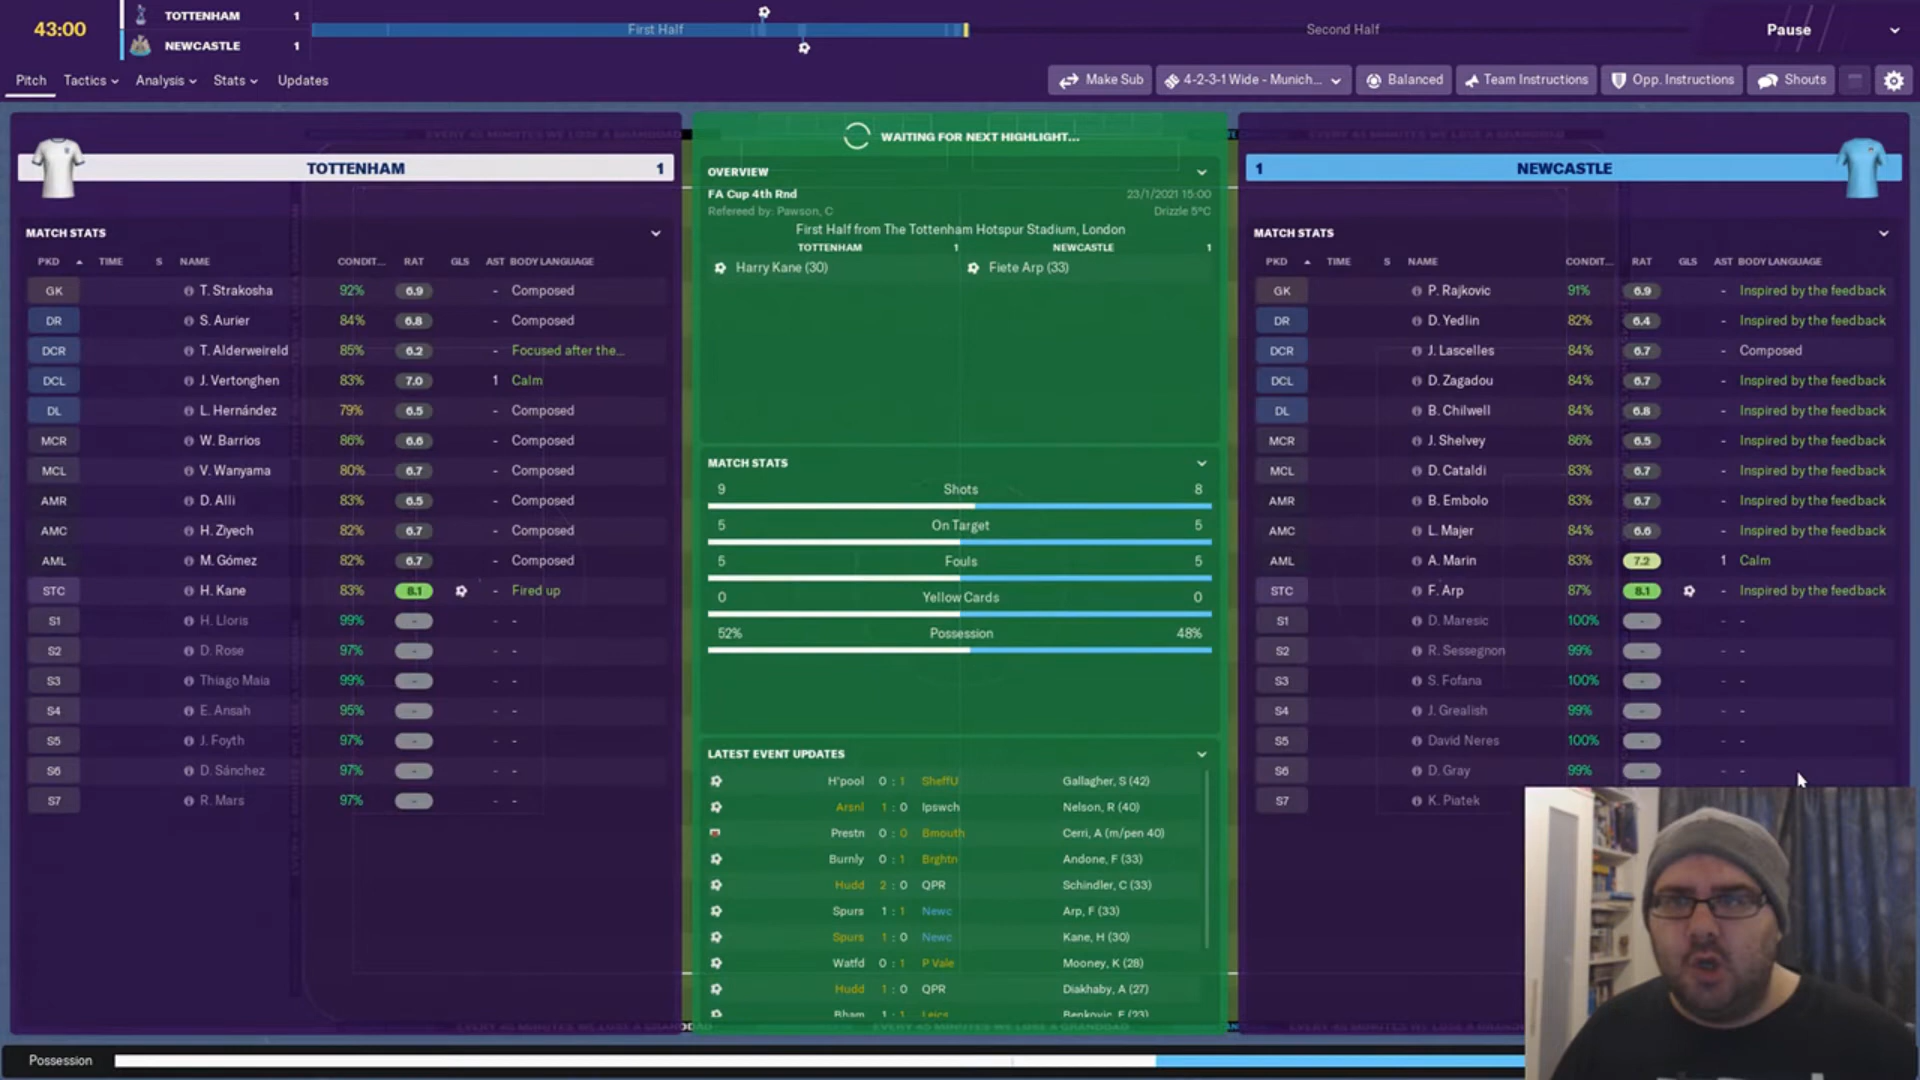 43:00
TOTTENHAM 1
NEWCASTLE 1
First Half
Second Half
Pause
Pitch Tactics Analysis Stats Updates
Make Sub 4-2-3-1 Wide - Munich... Balanced Team Instructions Opp. Instructions Shouts
TOTTENHAM 1
MATCH STATS
PKD TIME S NAME CONDIT... RAT GLS AST BODY LANGUAGE
GK T. Strakosha 92% 6.9 - Composed
DR S. Aurier 84% 6.8 - Composed
DCR T. Alderweireld 85% 6.2 - Focused after the...
DCL J. Vertonghen 83% 7.0 1 Calm
DL L. Hernández 79% 6.5 - Composed
MCR W. Barrios 86% 6.6 - Composed
MCL V. Wanyama 80% 6.7 - Composed
AMR D. Alli 83% 6.5 - Composed
AMC H. Ziyech 82% 6.7 - Composed
AML M. Gómez 82% 6.7 - Composed
STC H. Kane 83% 8.1 - Fired up
S1 H. Lloris 99% - - -
S2 D. Rose 97% - - -
S3 Thiago Maia 99% - - -
S4 E. Ansah 95% - - -
S5 J. Foyth 97% - - -
S6 D. Sánchez 97% - - -
S7 R. Mars 97% - - -
WAITING FOR NEXT HIGHLIGHT...
OVERVIEW
FA Cup 4th Rnd 23/1/2021 15:00
Refereed by: Pawson, C Drizzle 5°C
First Half from The Tottenham Hotspur Stadium, London
TOTTENHAM 1 NEWCASTLE 1
Harry Kane (30) Fiete Arp (33)
MATCH STATS
9 Shots 8
5 On Target 5
5 Fouls 5
0 Yellow Cards 0
52% Possession 48%
LATEST EVENT UPDATES
H'pool 0 : 1 SheffU Gallagher, S (42)
Arsnl 1 : 0 Ipswch Nelson, R (40)
Prestn 0 : 0 Bmouth Cerri, A (m/pen 40)
Burnly 0 : 1 Brghtn Andone, F (33)
Hudd 2 : 0 QPR Schindler, C (33)
Spurs 1 : 1 Newc Arp, F (33)
Spurs 1 : 0 Newc Kane, H (30)
Watfd 0 : 1 P Vale Mooney, K (28)
Hudd 1 : 0 QPR Diakhaby, A (27)
Bham 1 : 1 Leics Benkovic, F (23)
1 NEWCASTLE
MATCH STATS
PKD TIME S NAME CONDIT... RAT GLS AST BODY LANGUAGE
GK P. Rajkovic 91% 6.9 - Inspired by the feedback
DR D. Yedlin 82% 6.4 - Inspired by the feedback
DCR J. Lascelles 84% 6.7 - Composed
DCL D. Zagadou 84% 6.7 - Inspired by the feedback
DL B. Chilwell 84% 6.8 - Inspired by the feedback
MCR J. Shelvey 86% 6.5 - Inspired by the feedback
MCL D. Cataldi 83% 6.7 - Inspired by the feedback
AMR B. Embolo 83% 6.7 - Inspired by the feedback
AMC L. Majer 84% 6.6 - Inspired by the feedback
AML A. Marin 83% 7.2 1 Calm
STC F. Arp 87% 8.1 - Inspired by the feedback
S1 D. Maresic 100% - - -
S2 R. Sessegnon 99% - - -
S3 S. Fofana 100% - - -
S4 J. Grealish 99% - - -
S5 David Neres 100% - - -
S6 D. Gray 99% - - -
S7 K. Piatek
Possession